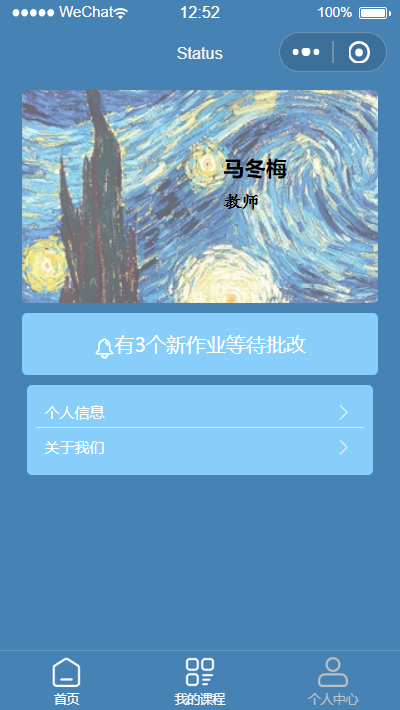 ●●●●● WeChat 12:52 100%
Status
马冬梅
教师
有3个新作业等待批改
个人信息
关于我们
首页 我的课程 个人中心